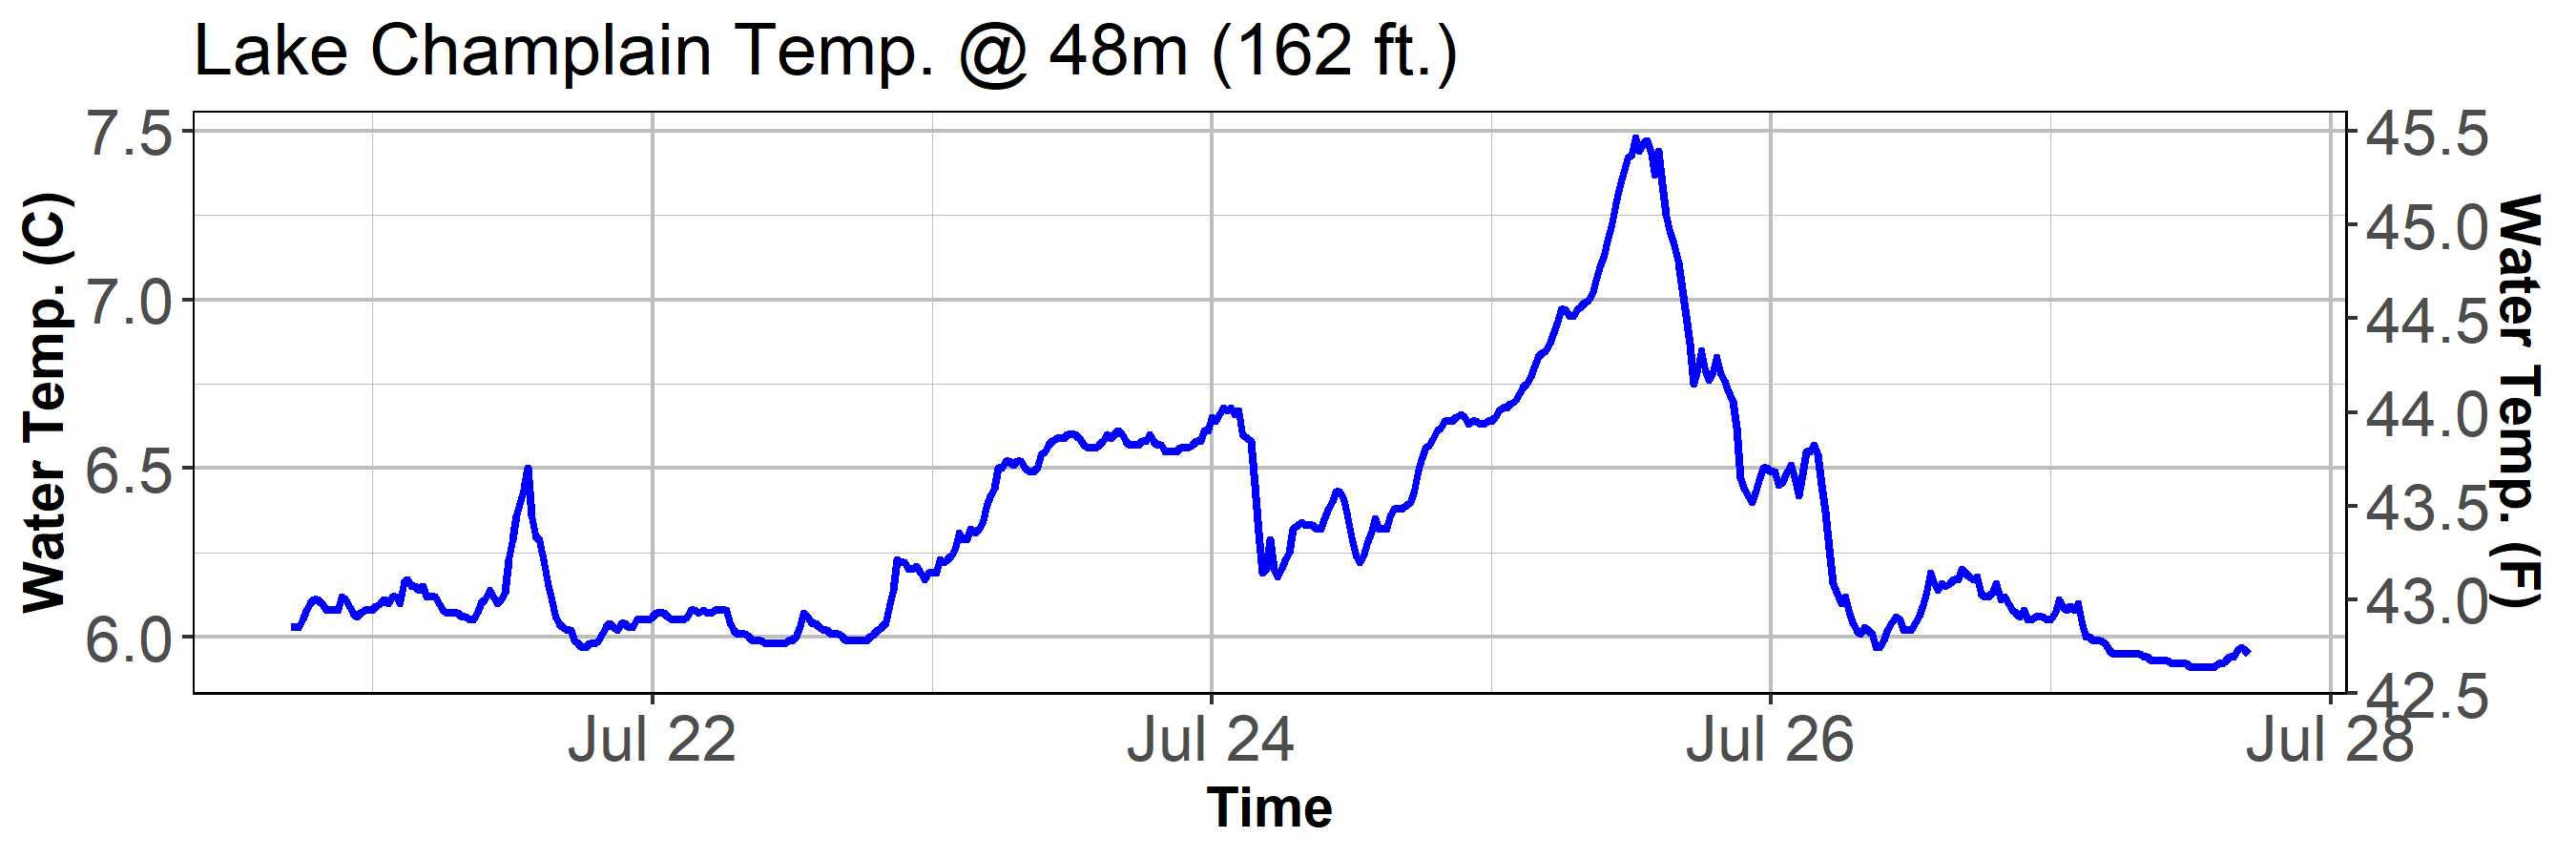 Lake Champlain Temp. @ 48m (162 ft.)
7.5
7.0
6.5
6.0
Water Temp. (C)
45.5
45.0
44.5
44.0
43.5
43.0
42.5
Water Temp. (F)
Jul 22
Jul 24
Jul 26
Jul 28
Time